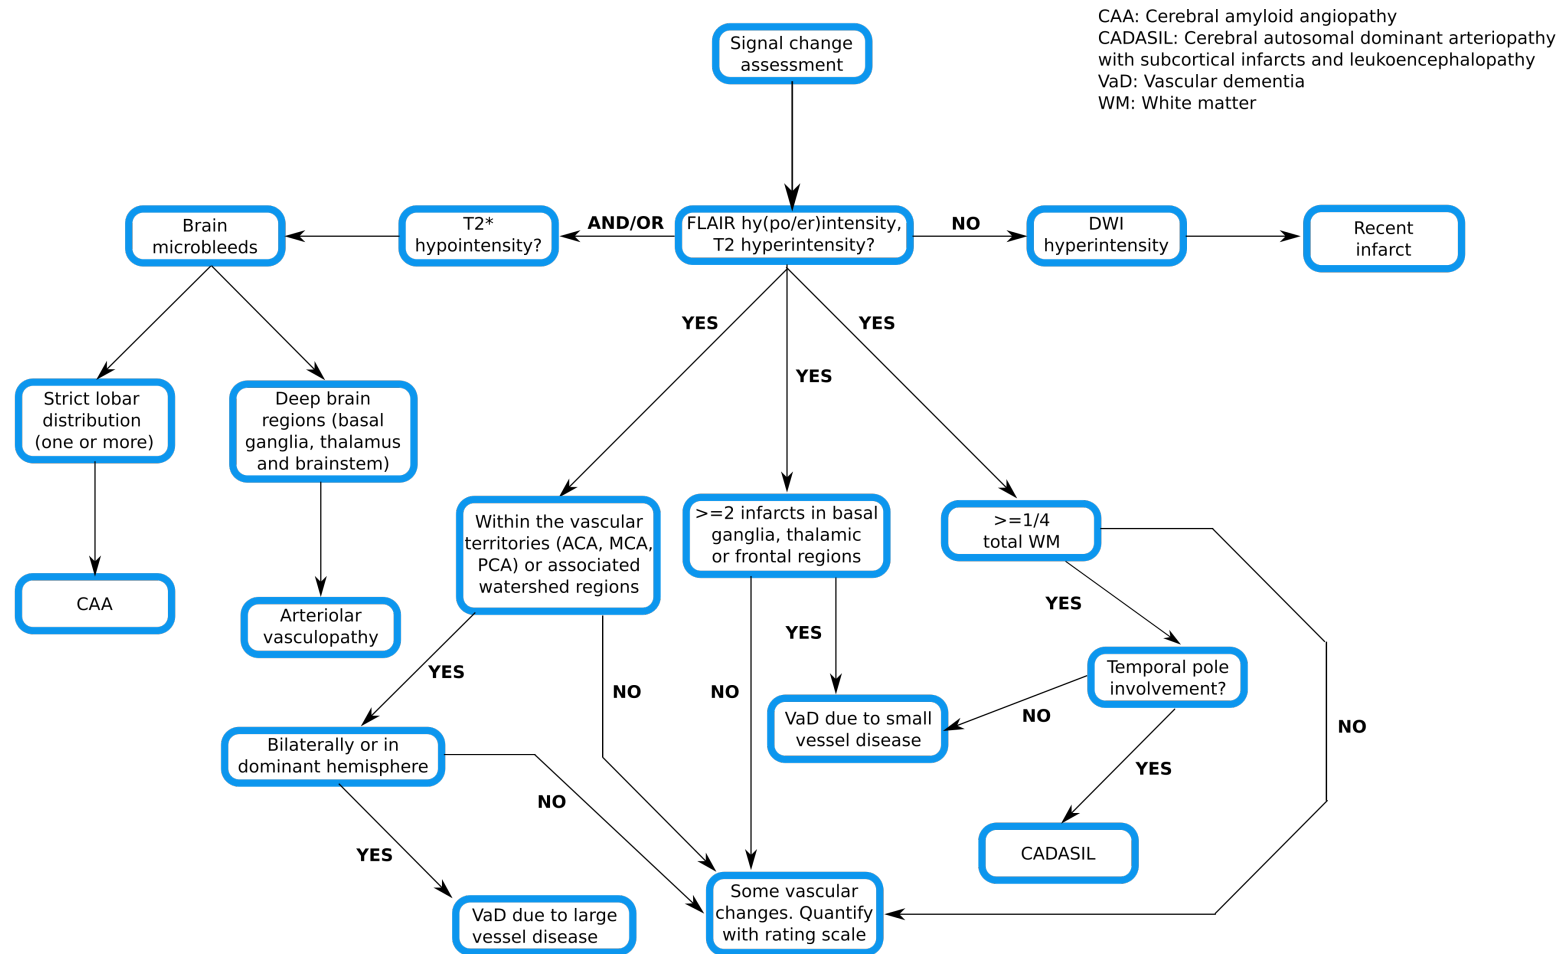 CAA: Cerebral amyloid angiopathy
CADASIL: Cerebral autosomal dominant arteriopathy
with subcortical infarcts and leukoencephalopathy
VaD: Vascular dementia
WM: White matter
Signal change
assessment
Brain
microbleeds
T2*
hypointensity?
AND/OR
FLAIR hy(po/er)intensity,
T2 hyperintensity?
NO
DWI
hyperintensity
Recent
infarct
YES
YES
YES
Strict lobar
distribution
(one or more)
Deep brain
regions (basal
ganglia, thalamus
and brainstem)
Within the vascular
territories (ACA, MCA,
PCA) or associated
watershed regions
>=2 infarcts in basal
ganglia, thalamic
or frontal regions
>=1/4
total WM
CAA
Arteriolar
vasculopathy
YES
YES
YES
NO
NO
Temporal pole
involvement?
NO
VaD due to small
vessel disease
NO
YES
Bilaterally or in
dominant hemisphere
NO
YES
CADASIL
VaD due to large
vessel disease
Some vascular
changes. Quantify
with rating scale